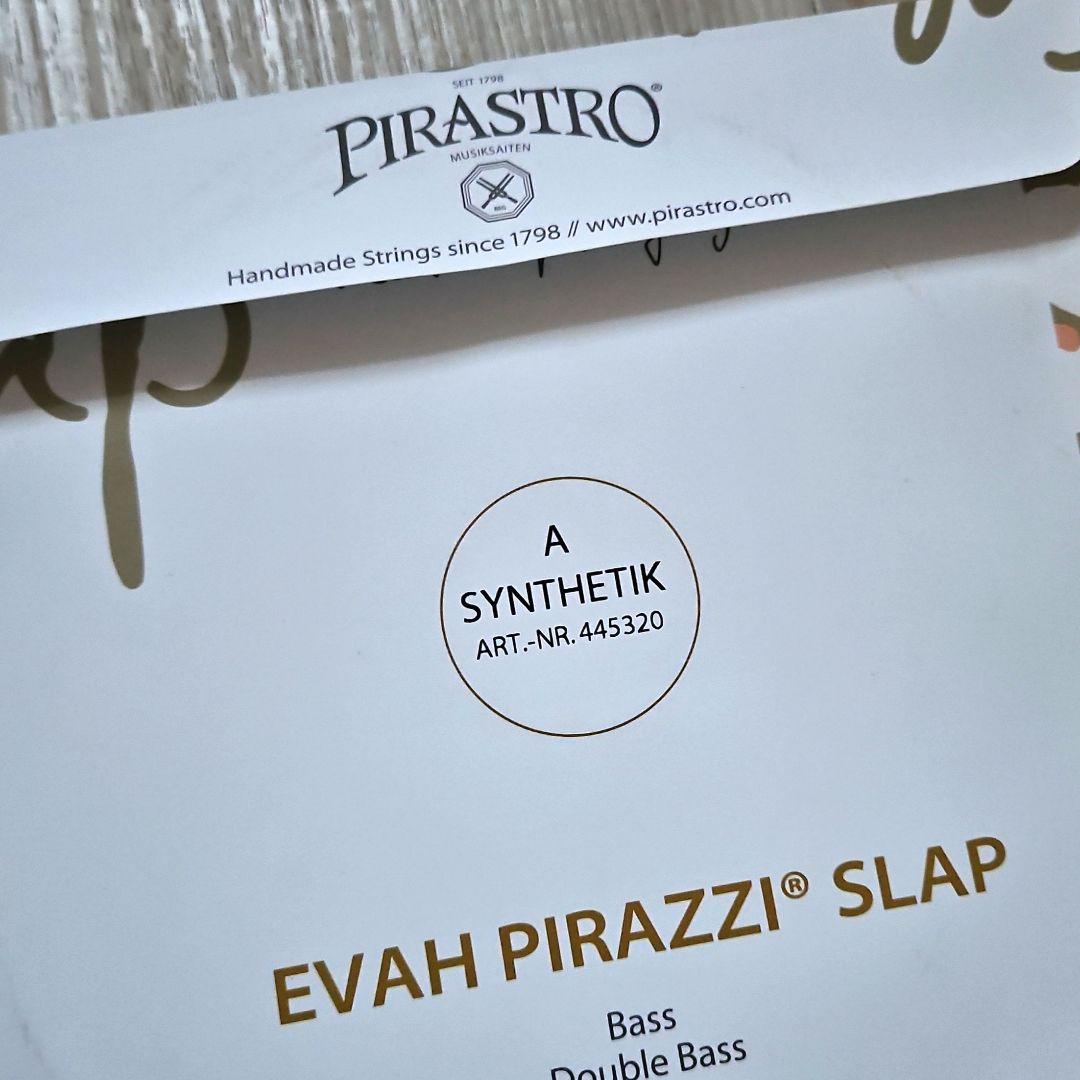 SEIT 1798
PIRASTRO®
MUSIKSAITEN
Handmade Strings since 1798 // www.pirastro.com
A
SYNTHETIK
ART.-NR. 445320
EVAH PIRAZZI® SLAP
Bass
Double Bass